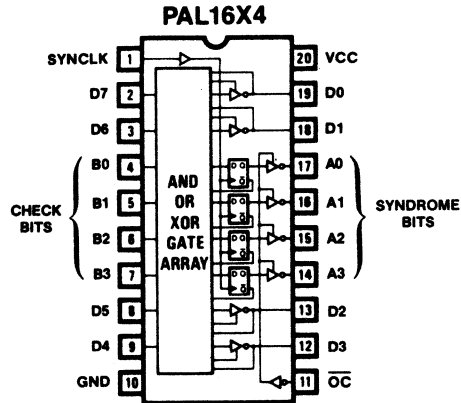 PAL16X4
SYNCLK 1 20 VCC
D7 2 19 D0
D6 3 18 D1
B0 4 17 A0
B1 5 16 A1
B2 6 15 A2
B3 7 14 A3
D5 8 13 D2
D4 9 12 D3
GND 10 11 OC
CHECK
BITS
AND
OR
XOR
GATE
ARRAY
SYNDROME
BITS